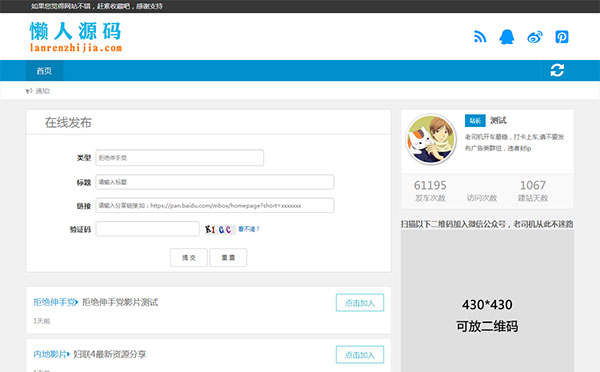 如果您觉得网站不错，赶紧收藏吧，感谢支持
懒人源码
lanrenzhijia.com
首页
通知:
在线发布
类型 拒绝伸手党
标题 请输入标题
链接 请输入分享链接,如：https://pan.baidu.com/mbox/homepage?short=xxxxxxx
验证码 看不清？
提 交 重 置
拒绝伸手党 拒绝伸手党影片测试 点击加入
1天前
内地影片 妇联4最新资源分享 点击加入
站长 测试
老司机开车最稳，打卡上车,请不要发
布广告类群组，违者封ip
61195 1067
发车次数 访问次数 建站天数
扫描以下二维码加入微信公众号，老司机从此不迷路
430*430
可放二维码